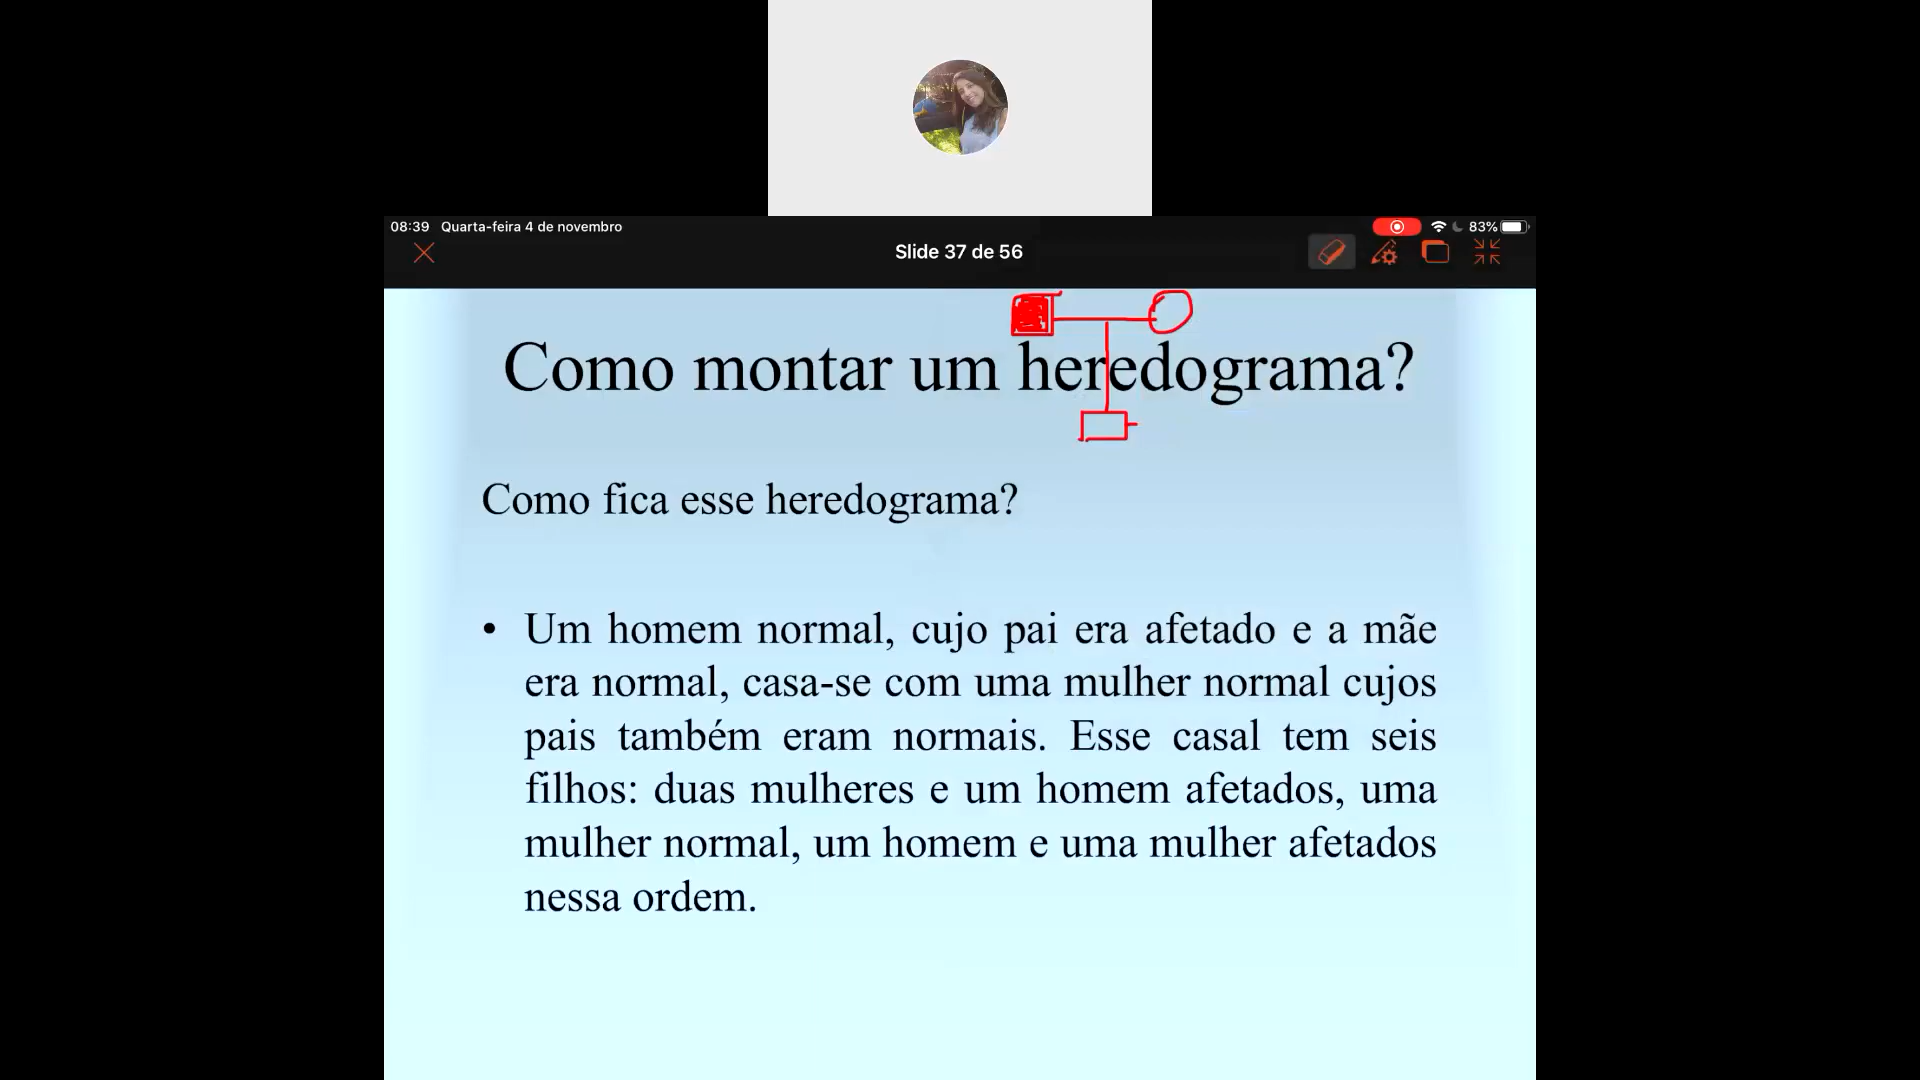 08:39 Quarta-feira 4 de novembro
83%
Slide 37 de 56
Como montar um heredograma?
Como fica esse heredograma?
• Um homem normal, cujo pai era afetado e a mãe
era normal, casa-se com uma mulher normal cujos
pais também eram normais. Esse casal tem seis
filhos: duas mulheres e um homem afetados, uma
mulher normal, um homem e uma mulher afetados
nessa ordem.